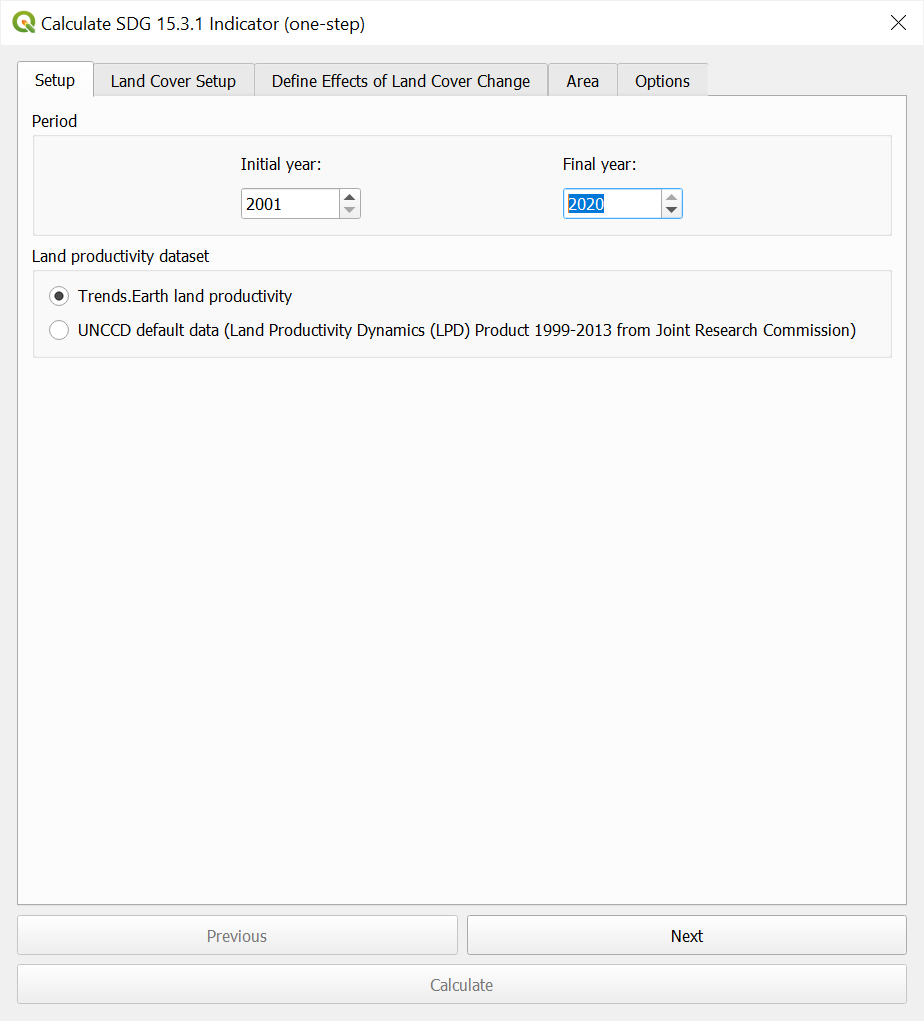 Calculate SDG 15.3.1 Indicator (one-step)
Setup Land Cover Setup Define Effects of Land Cover Change Area Options
Period
Initial year: Final year:
2001 2020
Land productivity dataset
Trends.Earth land productivity
UNCCD default data (Land Productivity Dynamics (LPD) Product 1999-2013 from Joint Research Commission)
Previous Next
Calculate